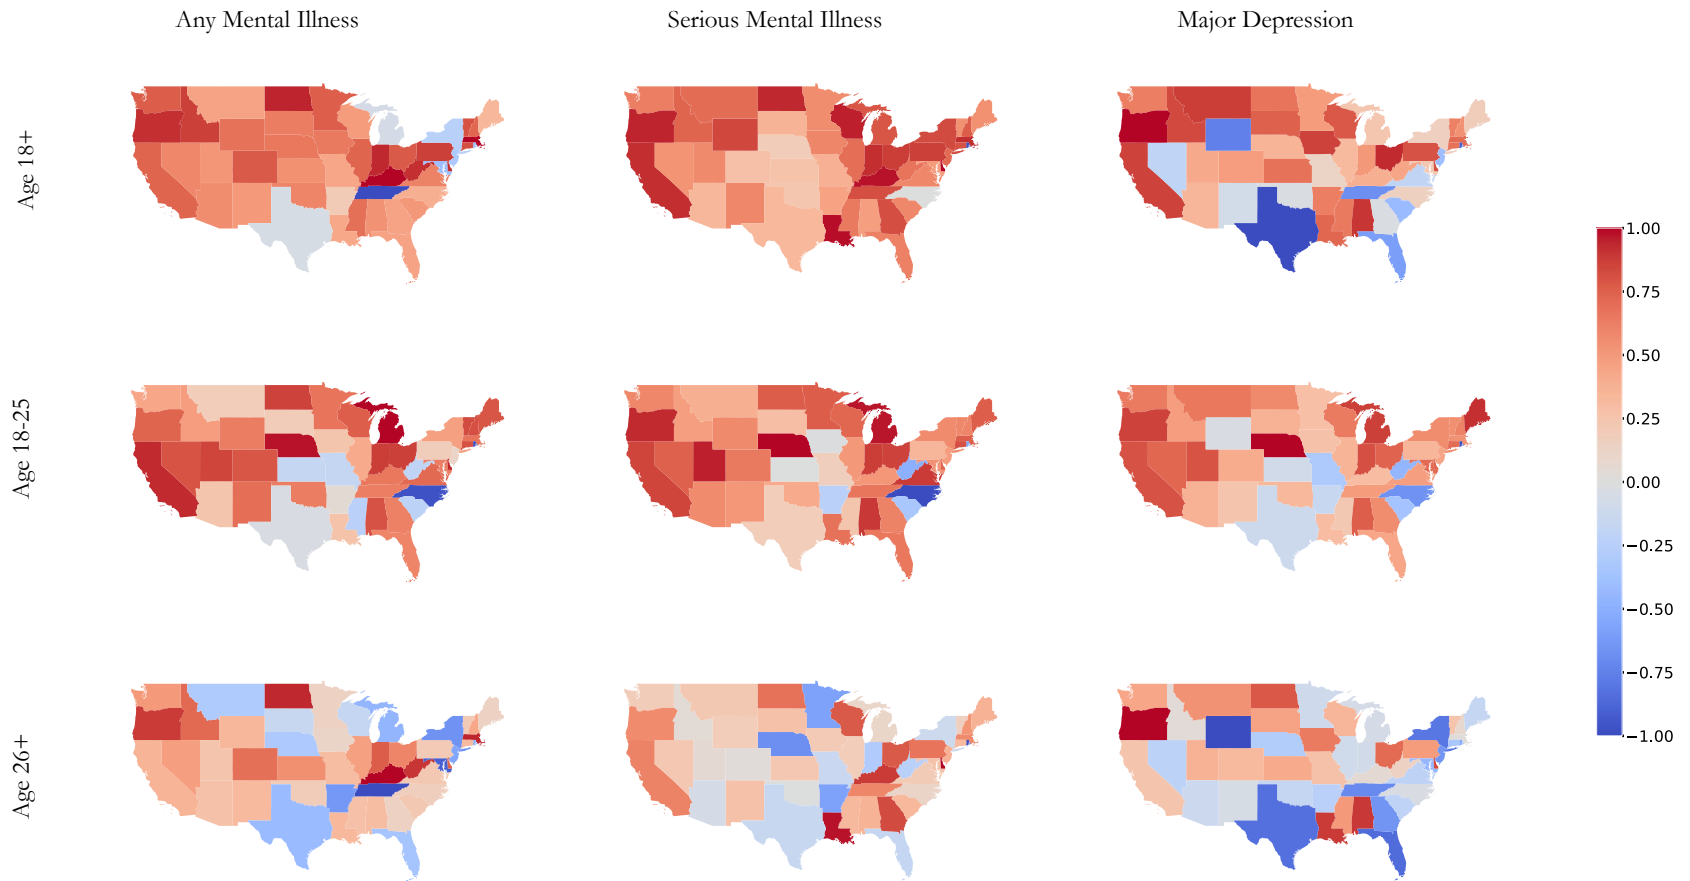 Any Mental Illness
Serious Mental Illness
Major Depression
Age 18+
Age 18-25
Age 26+
1.00
0.75
0.50
0.25
0.00
−0.25
−0.50
−0.75
−1.00